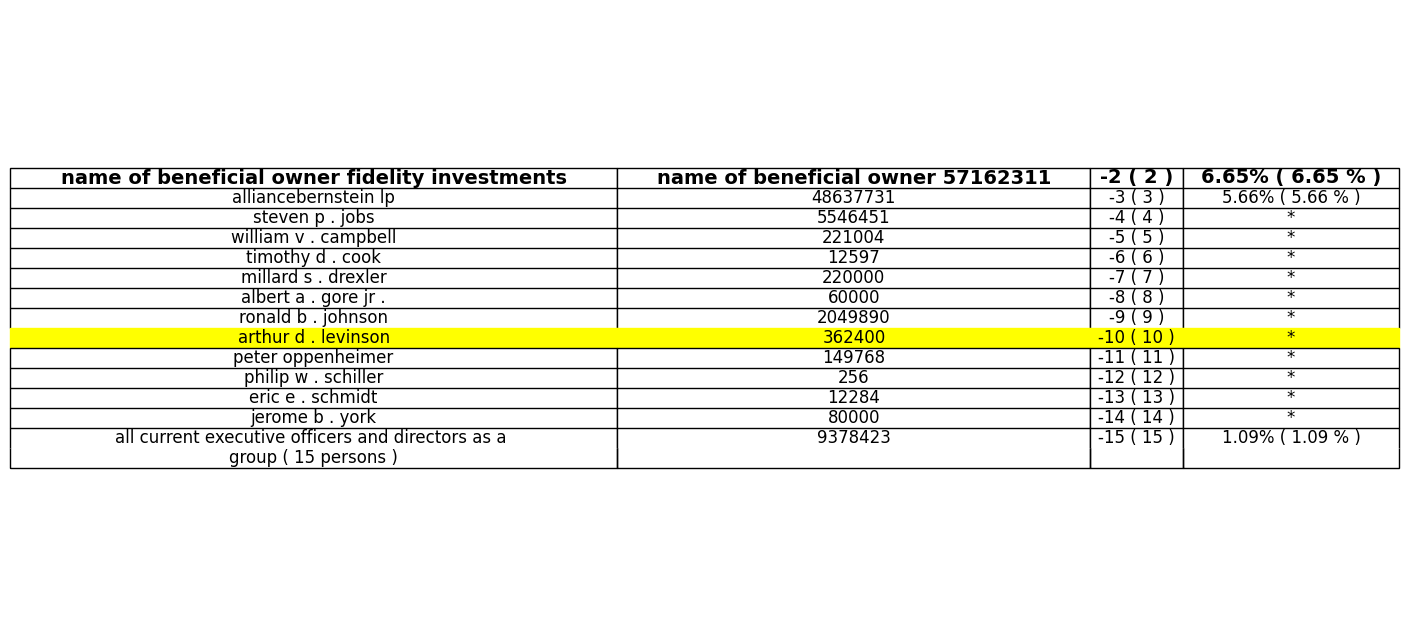 name of beneficial owner fidelity investments name of beneficial owner 57162311 -2 ( 2 ) 6.65% ( 6.65 % )
alliancebernstein lp 48637731 -3 ( 3 ) 5.66% ( 5.66 % )
steven p . jobs 5546451 -4 ( 4 ) *
william v . campbell 221004 -5 ( 5 ) *
timothy d . cook 12597 -6 ( 6 ) *
millard s . drexler 220000 -7 ( 7 ) *
albert a . gore jr . 60000 -8 ( 8 ) *
ronald b . johnson 2049890 -9 ( 9 ) *
arthur d . levinson 362400 -10 ( 10 ) *
peter oppenheimer 149768 -11 ( 11 ) *
philip w . schiller 256 -12 ( 12 ) *
eric e . schmidt 12284 -13 ( 13 ) *
jerome b . york 80000 -14 ( 14 ) *
all current executive officers and directors as a 9378423 -15 ( 15 ) 1.09% ( 1.09 % )
group ( 15 persons )